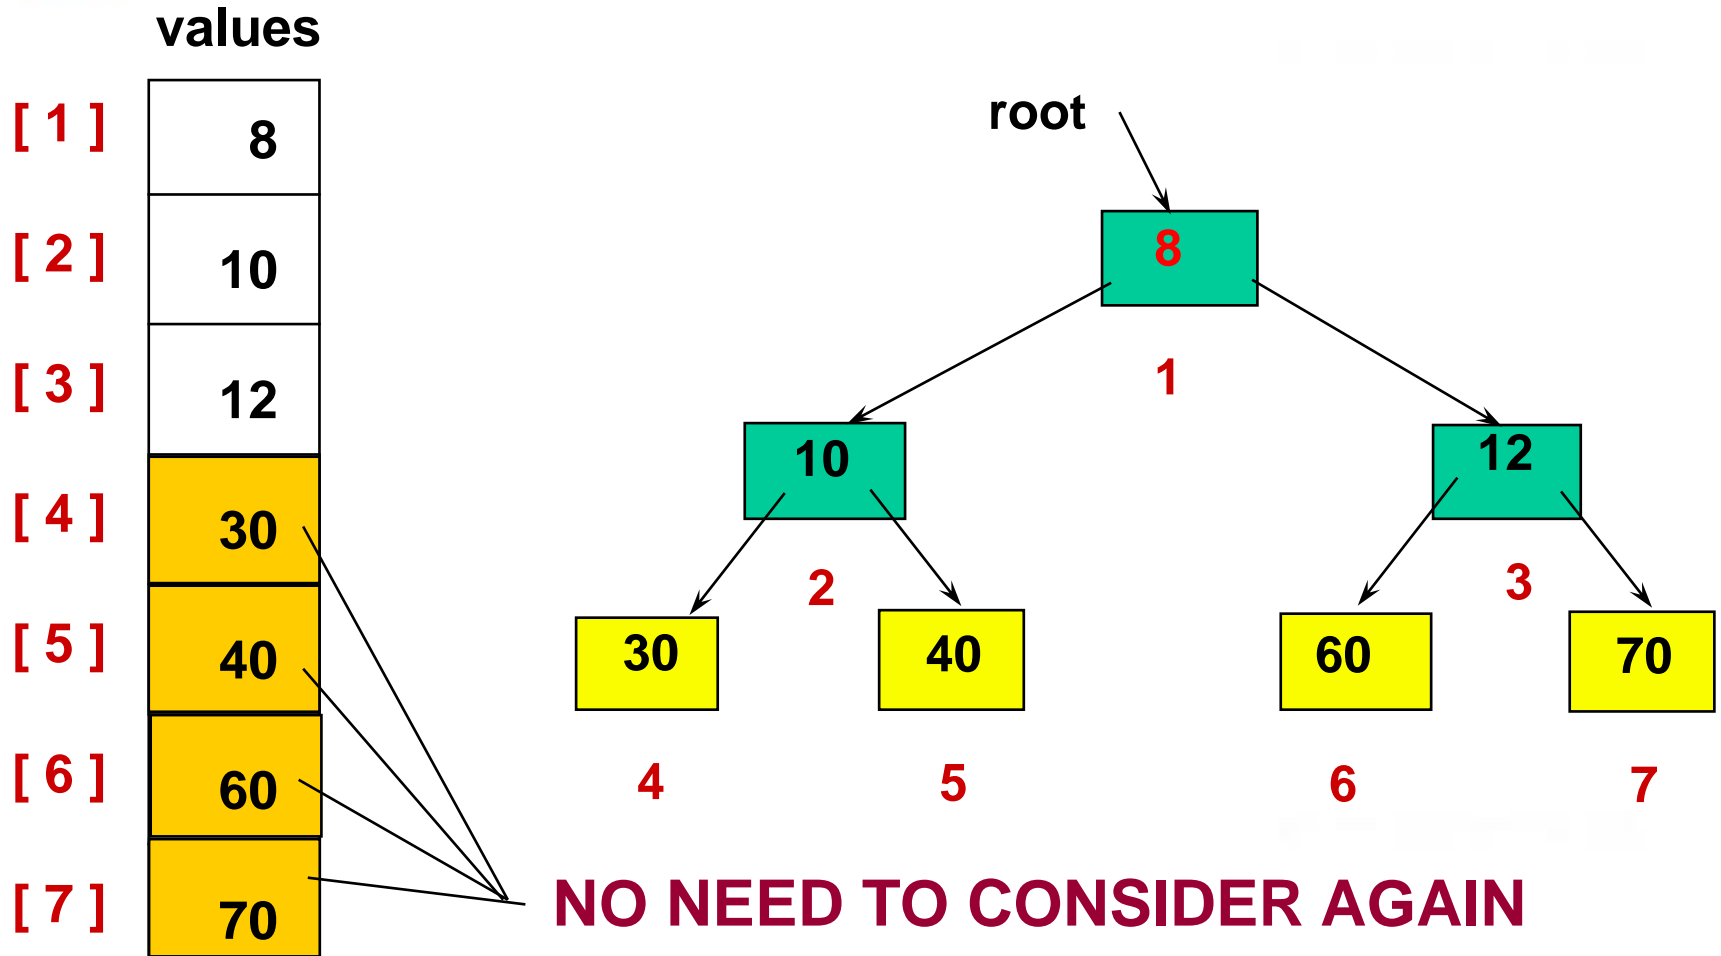 values
[ 1 ] 8
[ 2 ] 10
[ 3 ] 12
[ 4 ] 30
[ 5 ] 40
[ 6 ] 60
[ 7 ] 70
root
8
1
10 12
2 3
30 40 60 70
4 5 6 7
NO NEED TO CONSIDER AGAIN